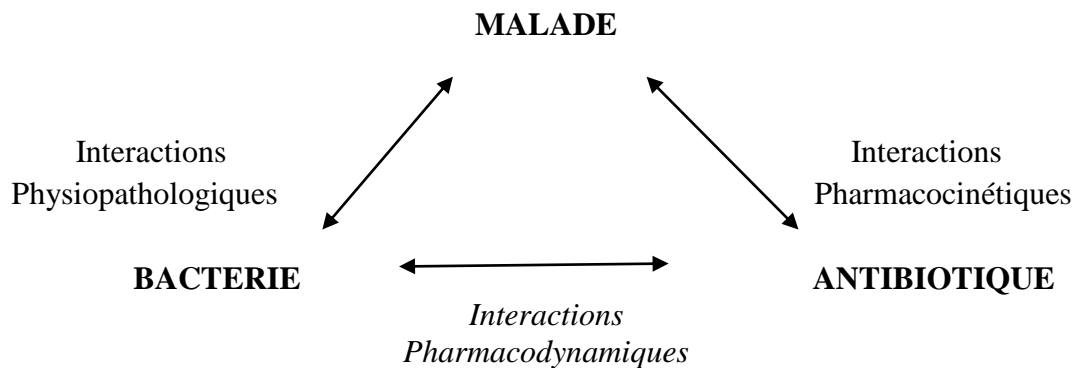 MALADE
Interactions
Physiopathologiques
Interactions
Pharmacocinétiques
BACTERIE
ANTIBIOTIQUE
Interactions
Pharmacodynamiques